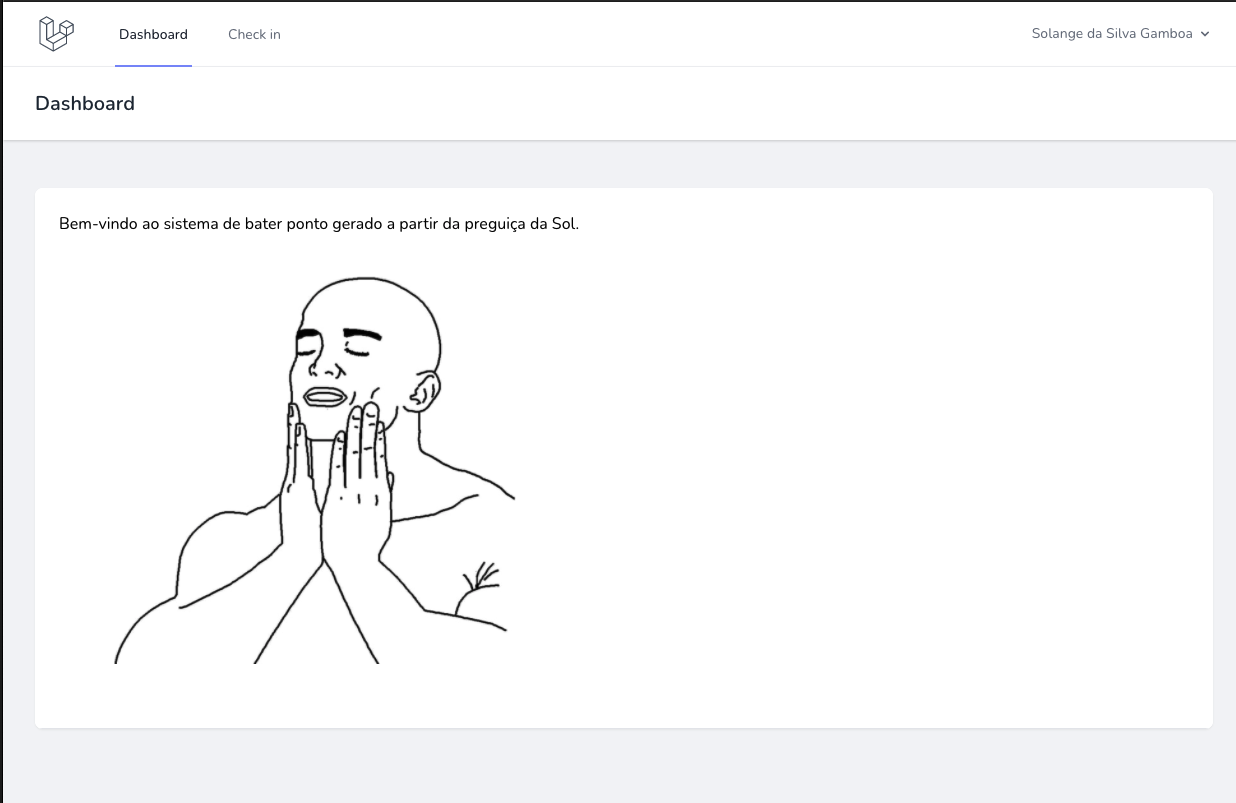 Dashboard
Check in
Solange da Silva Gamboa
Dashboard
Bem-vindo ao sistema de bater ponto gerado a partir da preguiça da Sol.